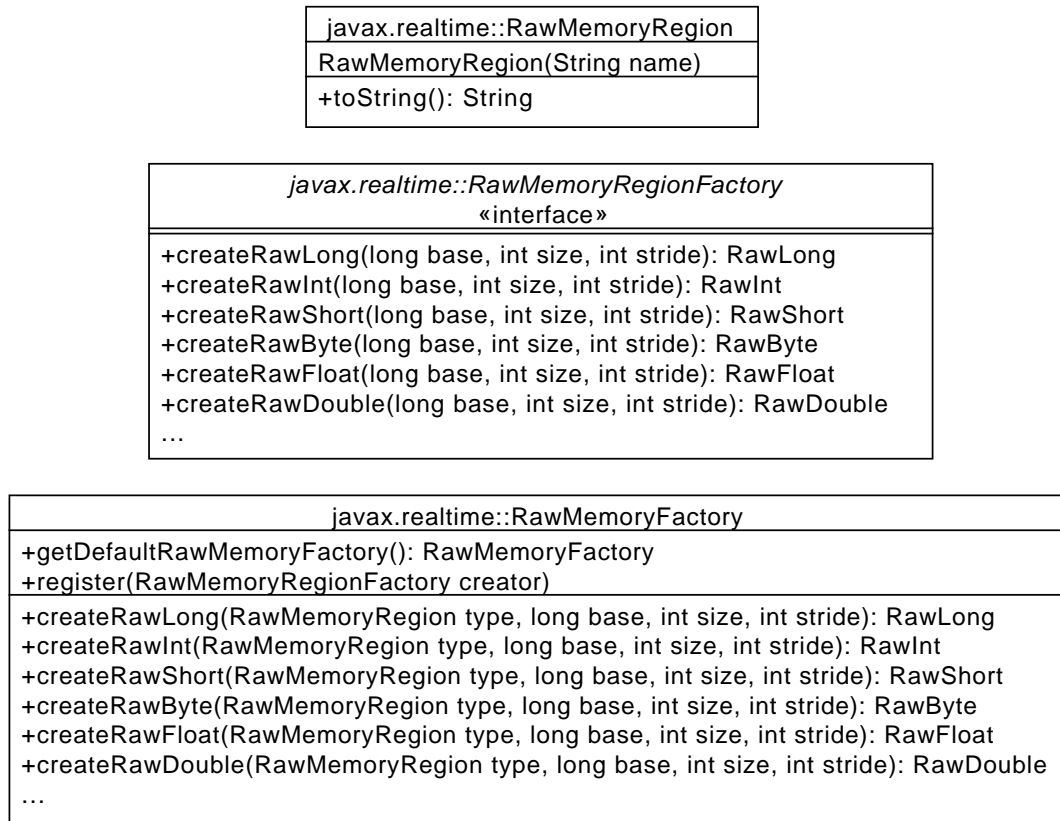 javax.realtime::RawMemoryRegion
RawMemoryRegion(String name)
+toString(): String
javax.realtime::RawMemoryRegionFactory
«interface»
+createRawLong(long base, int size, int stride): RawLong
+createRawInt(long base, int size, int stride): RawInt
+createRawShort(long base, int size, int stride): RawShort
+createRawByte(long base, int size, int stride): RawByte
+createRawFloat(long base, int size, int stride): RawFloat
+createRawDouble(long base, int size, int stride): RawDouble
...
javax.realtime::RawMemoryFactory
+getDefaultRawMemoryFactory(): RawMemoryFactory
+register(RawMemoryRegionFactory creator)
+createRawLong(RawMemoryRegion type, long base, int size, int stride): RawLong
+createRawInt(RawMemoryRegion type, long base, int size, int stride): RawInt
+createRawShort(RawMemoryRegion type, long base, int size, int stride): RawShort
+createRawByte(RawMemoryRegion type, long base, int size, int stride): RawByte
+createRawFloat(RawMemoryRegion type, long base, int size, int stride): RawFloat
+createRawDouble(RawMemoryRegion type, long base, int size, int stride): RawDouble
...